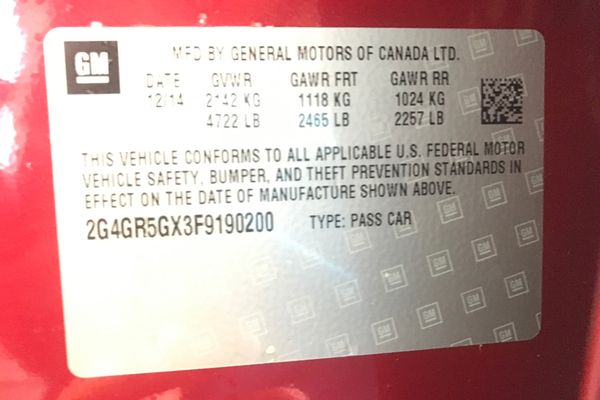 GM
MFD BY GENERAL MOTORS OF CANADA LTD.
DATE GVWR GAWR FRT GAWR RR
12/14 2142 KG 1118 KG 1024 KG
4722 LB 2465 LB 2257 LB
THIS VEHICLE CONFORMS TO ALL APPLICABLE U.S. FEDERAL MOTOR
VEHICLE SAFETY, BUMPER, AND THEFT PREVENTION STANDARDS IN
EFFECT ON THE DATE OF MANUFACTURE SHOWN ABOVE.
2G4GR5GX3F9190200 TYPE: PASS CAR